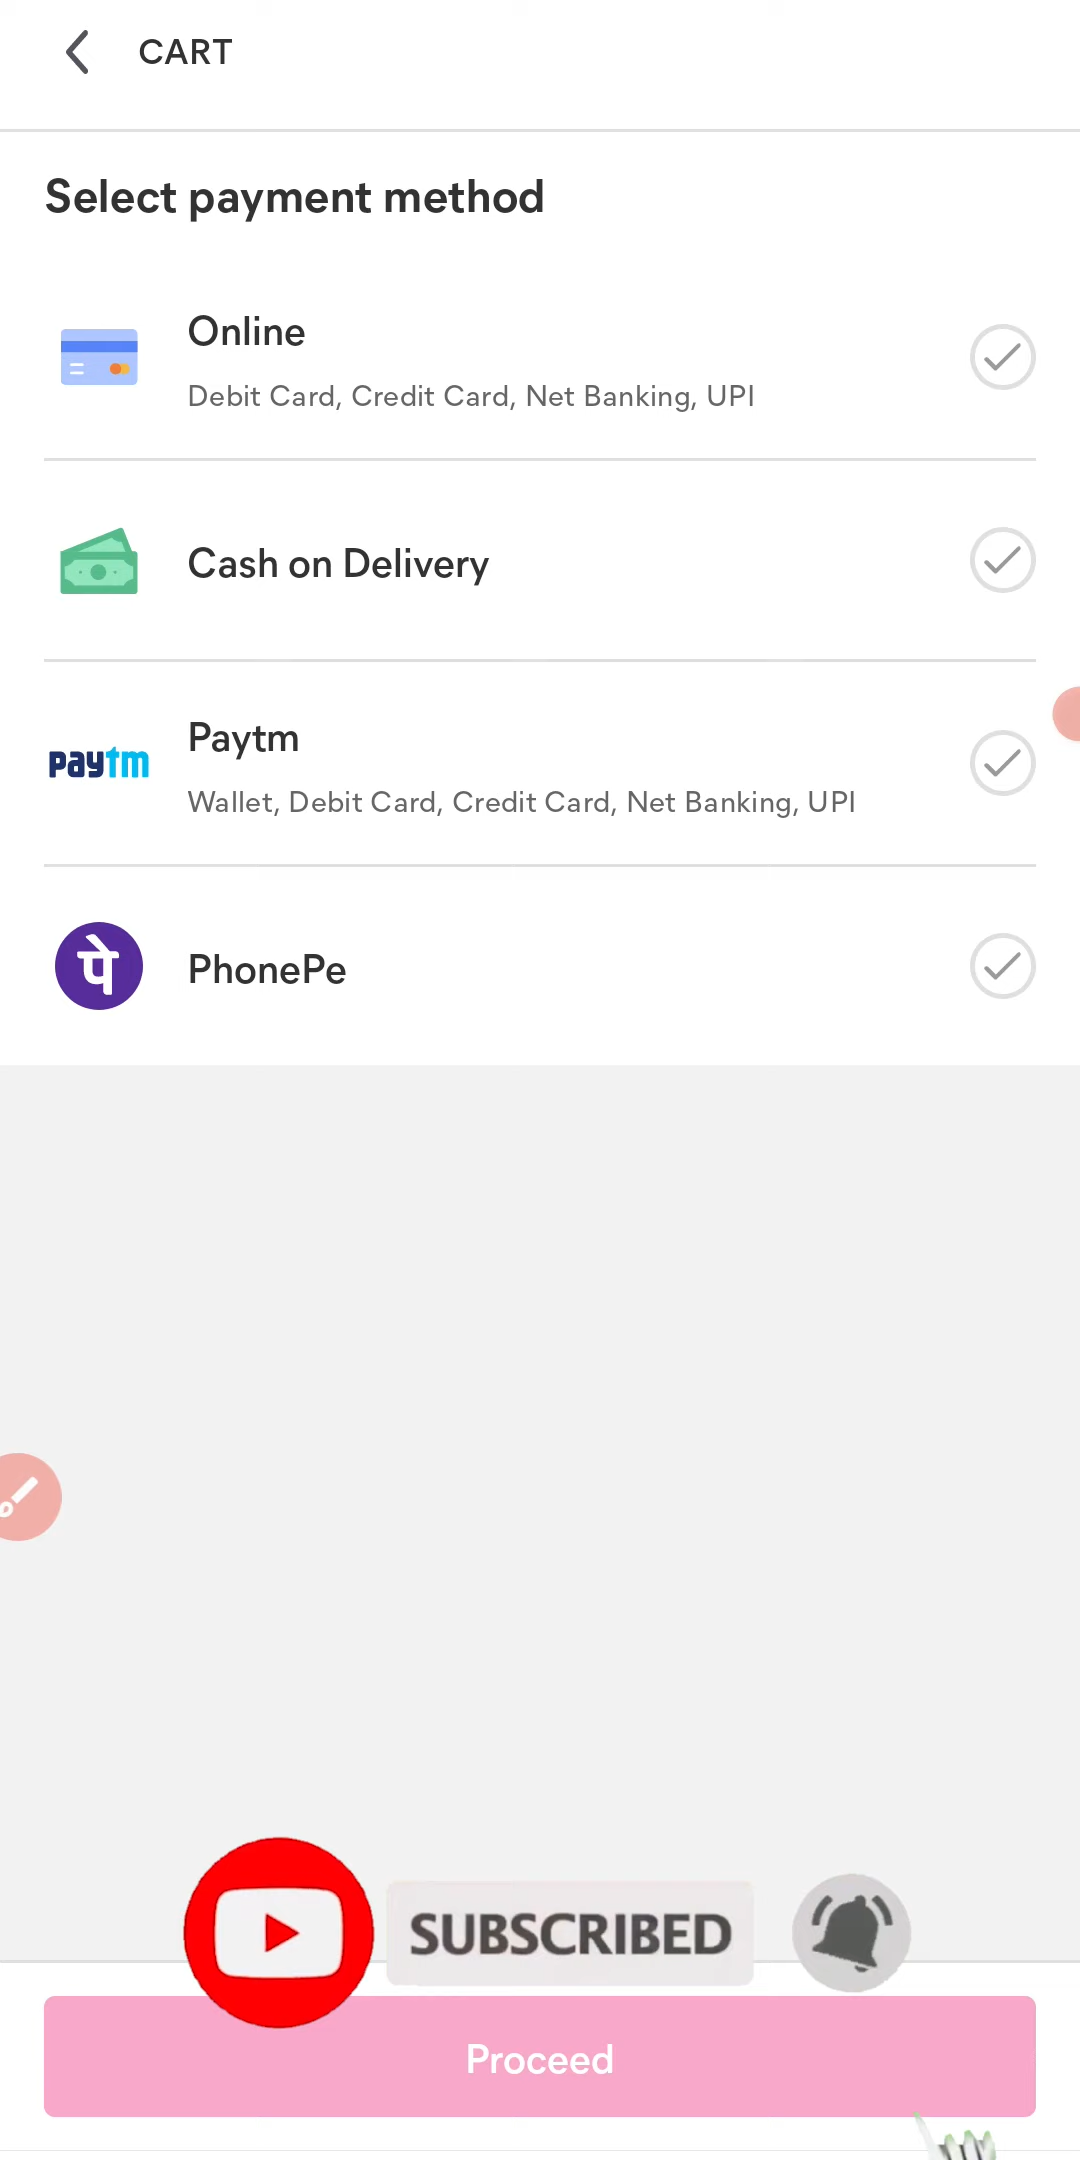 CART
Select payment method
Online
Debit Card, Credit Card, Net Banking, UPI
Cash on Delivery
paytm
Paytm
Wallet, Debit Card, Credit Card, Net Banking, UPI
पे
PhonePe
SUBSCRIBED
Proceed